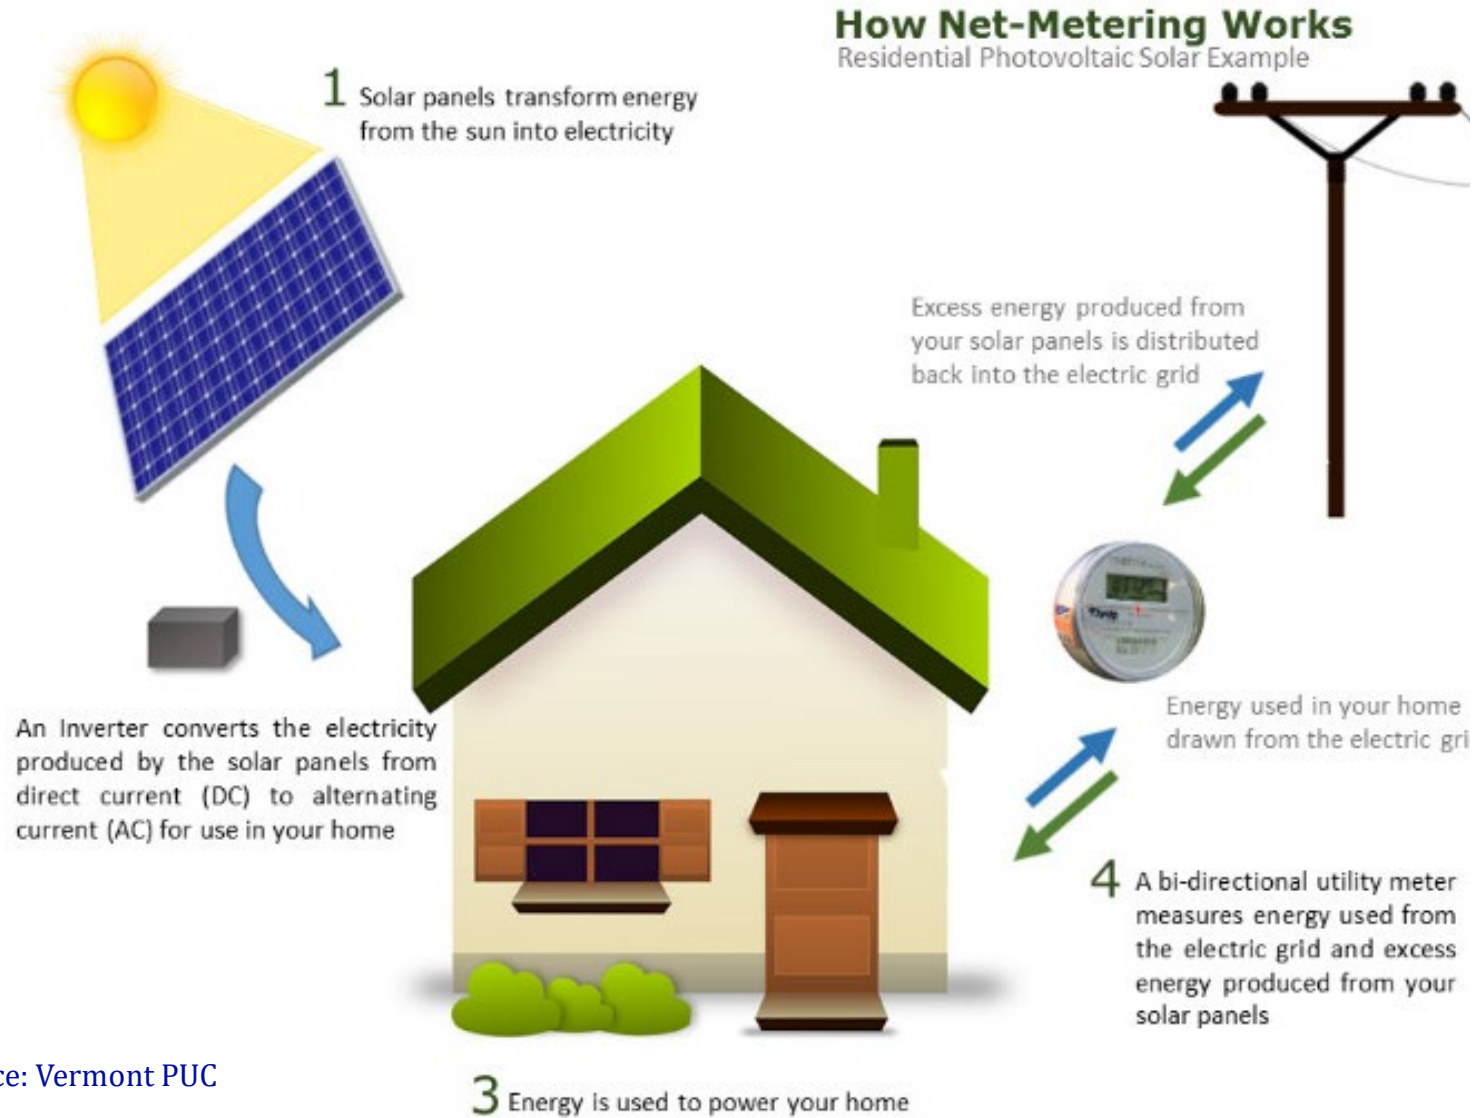 How Net-Metering Works
Residential Photovoltaic Solar Example
1 Solar panels transform energy
from the sun into electricity
Excess energy produced from
your solar panels is distributed
back into the electric grid
An Inverter converts the electricity
produced by the solar panels from
direct current (DC) to alternating
current (AC) for use in your home
Energy used in your home
drawn from the electric gri
4 A bi-directional utility meter
measures energy used from
the electric grid and excess
energy produced from your
solar panels
ce: Vermont PUC
3 Energy is used to power your home